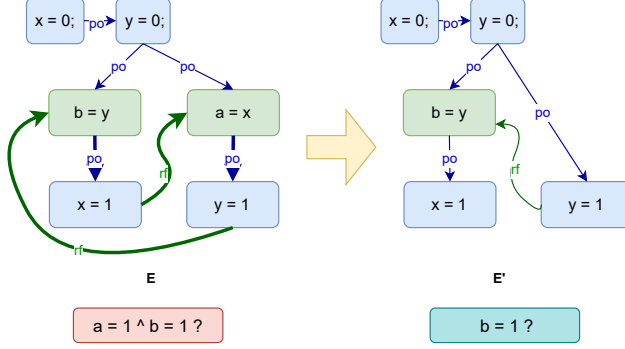 x = 0; po y = 0;
x = 0; po y = 0;
po po
po
b = y a = x
b = y
po
po, po,
po
rf
rf
x = 1 y = 1
x = 1 y = 1
rf
E
E'
a = 1 ^ b = 1 ?
b = 1 ?